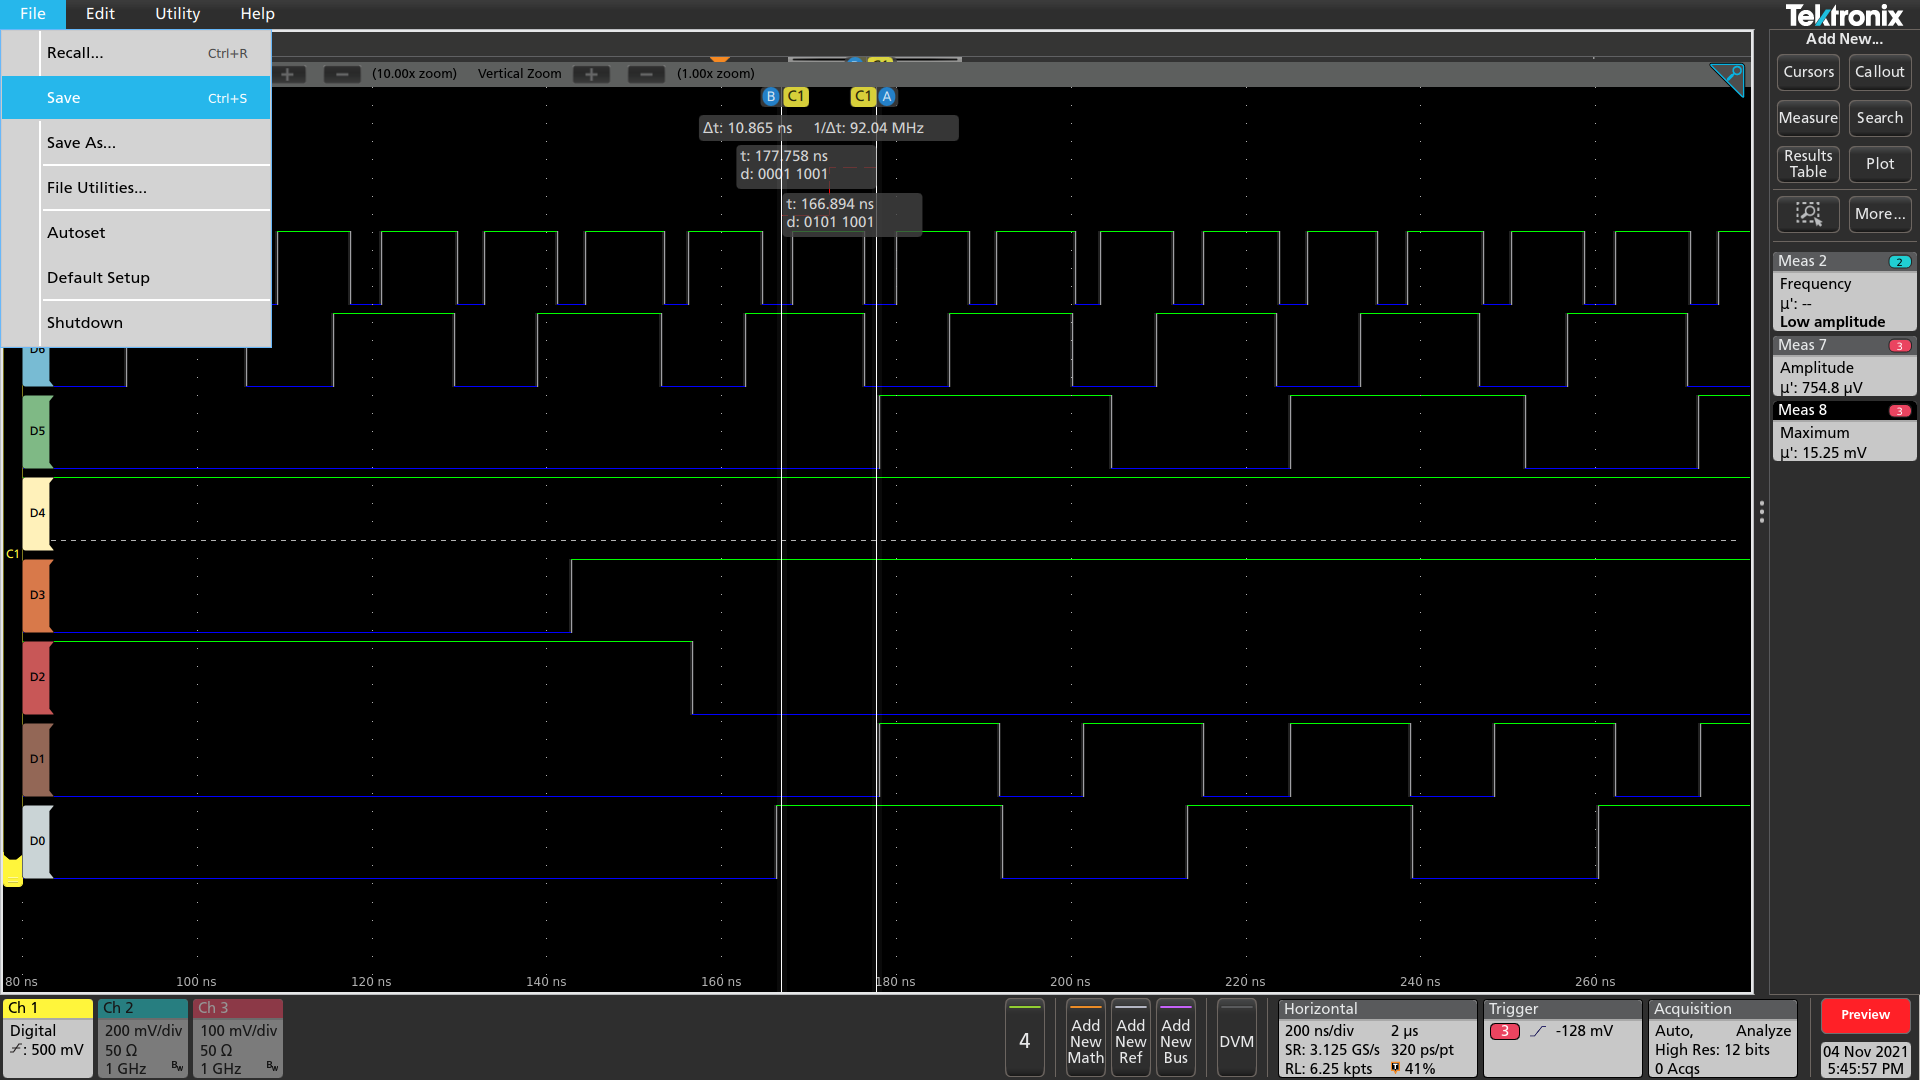 File Edit Utility Help
Tektronix
Add New...
Recall... Ctrl+R
Save Ctrl+S
Save As...
File Utilities...
Autoset
Default Setup
Shutdown
+ − (10.00x zoom) Vertical Zoom + − (1.00x zoom)
B C1 C1 A
Δt: 10.865 ns 1/Δt: 92.04 MHz
t: 177.758 ns
d: 0001 1001
t: 166.894 ns
d: 0101 1001
D6
D5
D4
C1
D3
D2
D1
D0
80 ns 100 ns 120 ns 140 ns 160 ns 180 ns 200 ns 220 ns 240 ns 260 ns
Cursors Callout
Measure Search
Results Table Plot
More...
Meas 2 2
Frequency
µ': --
Low amplitude
Meas 7 3
Amplitude
µ': 754.8 µV
Meas 8 3
Maximum
µ': 15.25 mV
Ch 1
Digital
: 500 mV
Ch 2
200 mV/div
50 Ω
1 GHz Bw
Ch 3
100 mV/div
50 Ω
1 GHz Bw
4
Add New Math
Add New Ref
Add New Bus
DVM
Horizontal
200 ns/div 2 µs
SR: 3.125 GS/s 320 ps/pt
RL: 6.25 kpts T 41%
Trigger
3 -128 mV
Acquisition
Auto, Analyze
High Res: 12 bits
0 Acqs
Preview
04 Nov 2021
5:45:57 PM